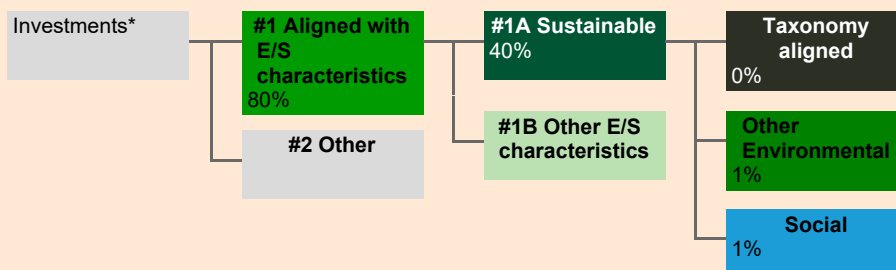 Investments*
#1 Aligned with
E/S
characteristics
80%
#2 Other
#1A Sustainable
40%
#1B Other E/S
characteristics
Taxonomy
aligned
0%
Other
Environmental
1%
Social
1%